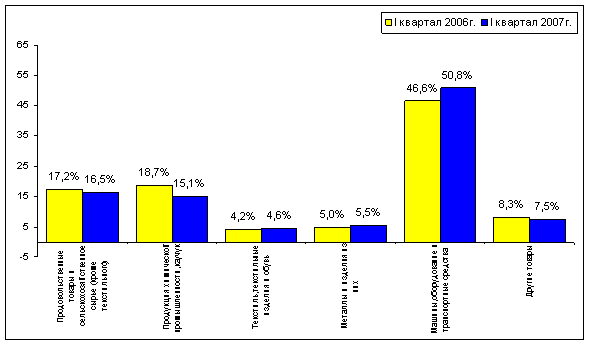 I квартал 2006г. I квартал 2007г.
65
55
45
35
25
15
5
-5
17,2% 16,5%
18,7% 15,1%
4,2% 4,6%
5,0% 5,5%
46,6% 50,8%
8,3% 7,5%
Продовольственные
товары и
сельскохозяйственное
сырье (кроме
текстильного)
Продукция химической
промышленности, каучук
Текстиль, текстильные
изделия и обувь
Металлы и изделия из
них
Машины, оборудование и
транспортные средства
Другие товары